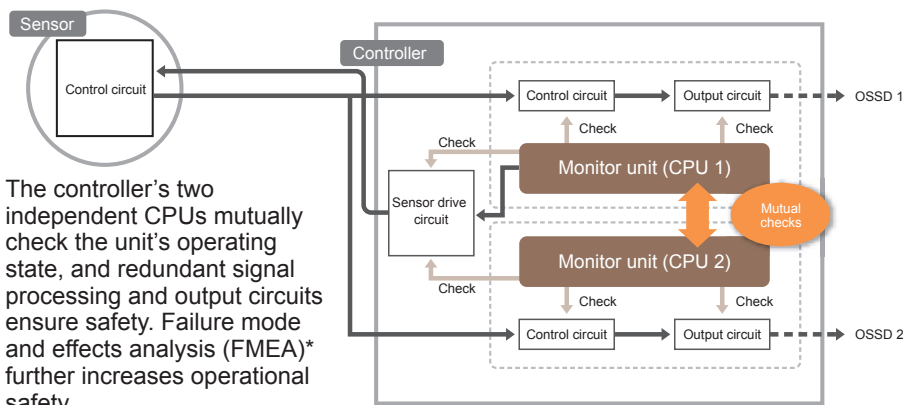 Sensor
Control circuit
Controller
Control circuit
Output circuit
OSSD 1
Check
Check
Check
Monitor unit (CPU 1)
Sensor drive
circuit
Mutual
checks
Monitor unit (CPU 2)
Check
Check
Check
Control circuit
Output circuit
OSSD 2
The controller’s two
independent CPUs mutually
check the unit’s operating
state, and redundant signal
processing and output circuits
ensure safety. Failure mode
and effects analysis (FMEA)*
further increases operational
safety.